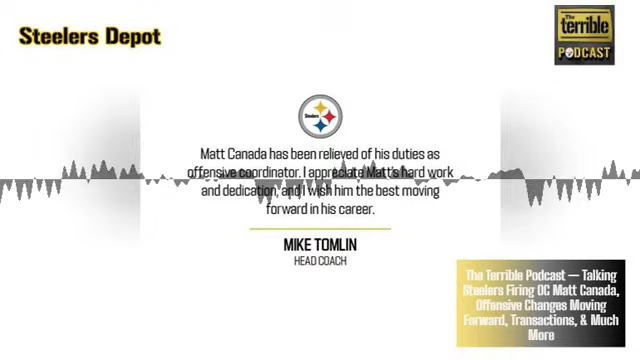 Steelers Depot
The
terrible
PODCAST
Steelers
Matt Canada has been relieved of his duties as
offensive coordinator. I appreciate Matt's hard work
and dedication, and I wish him the best moving
forward in his career.
MIKE TOMLIN
HEAD COACH
The Terrible Podcast — Talking
Steelers Firing OC Matt Canada,
Offensive Changes Moving
Forward, Transactions, & Much
More